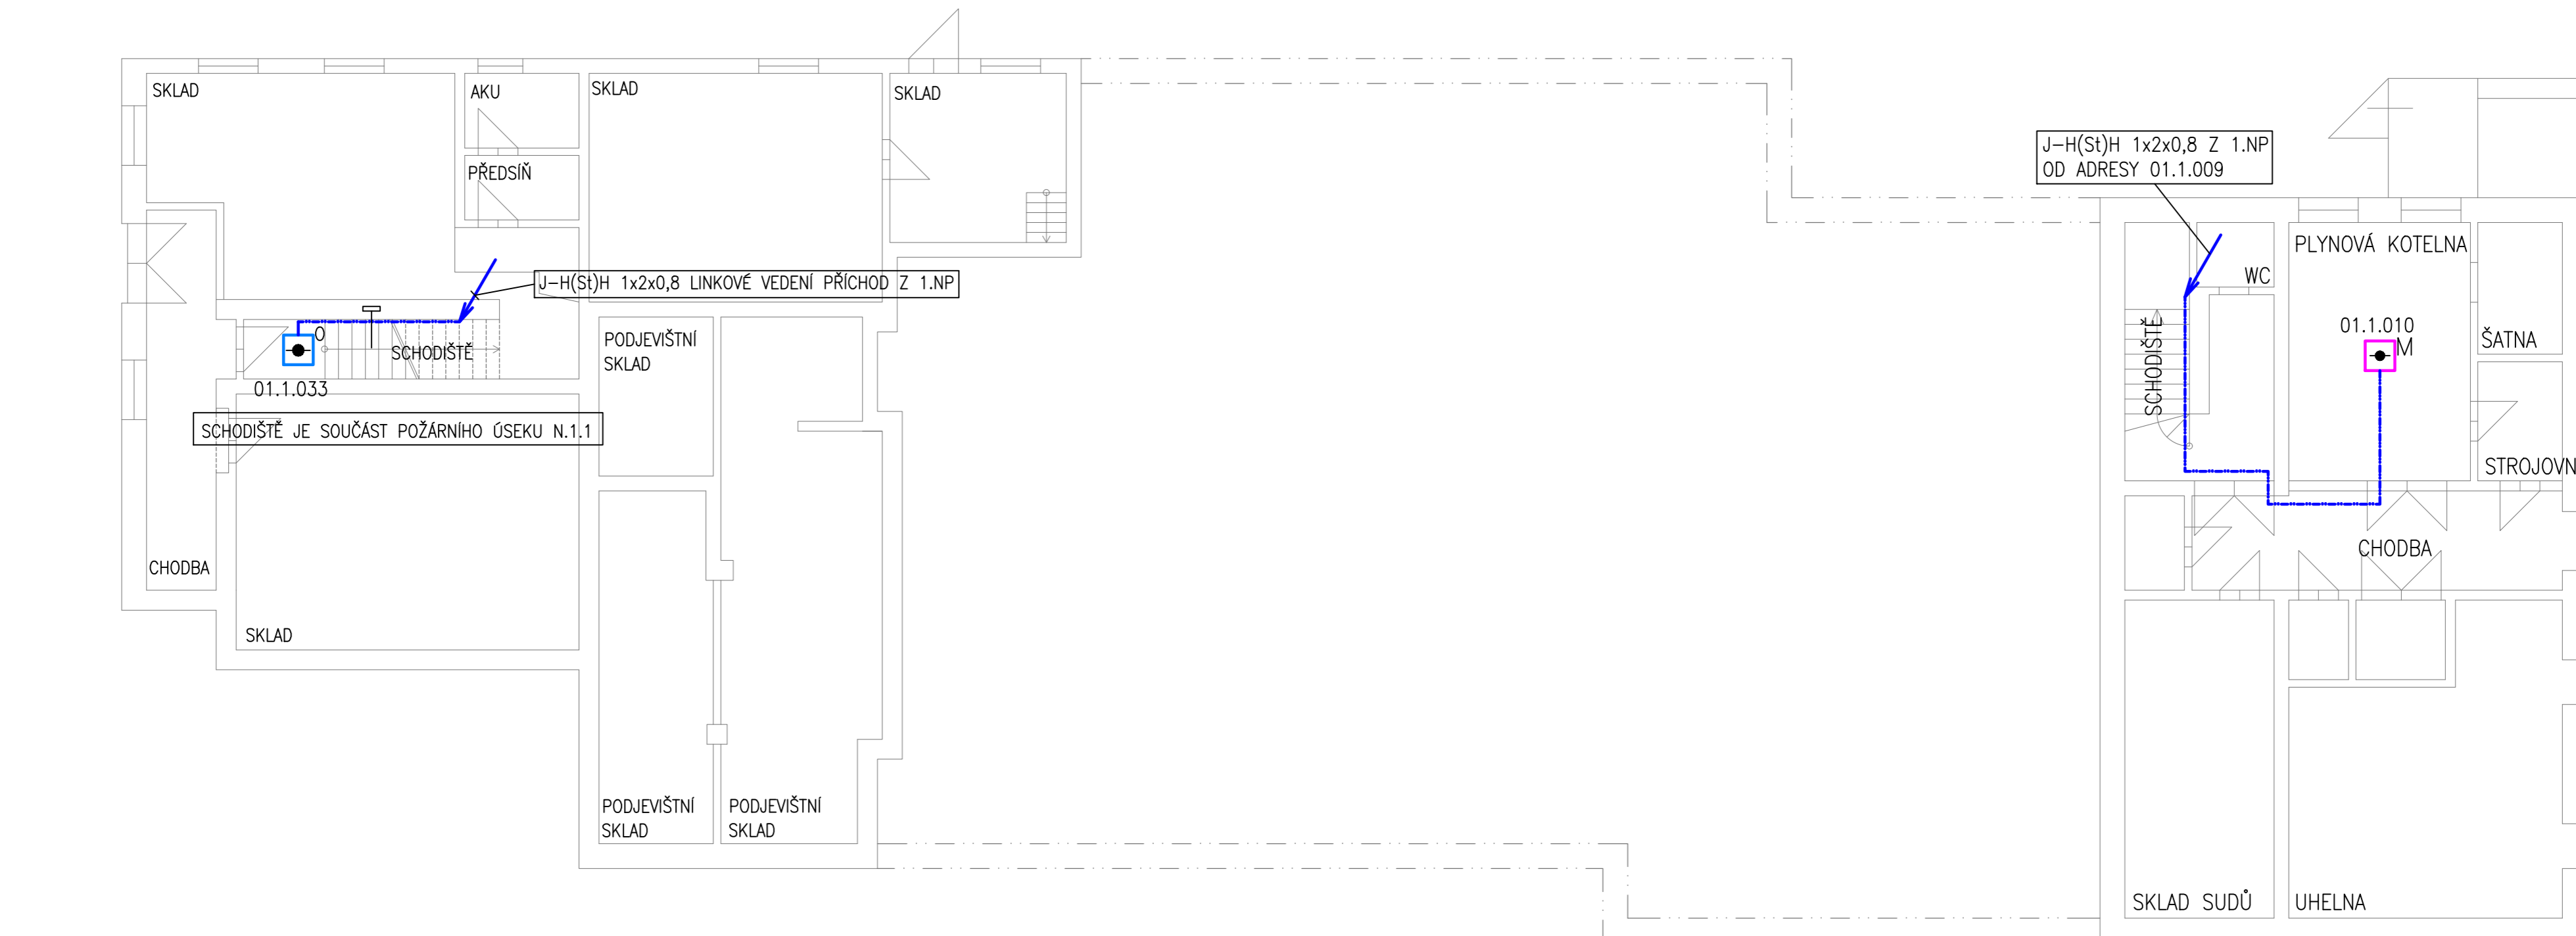 SKLAD
AKU
SKLAD
SKLAD
PŘEDSÍŇ
J-H(St)H 1x2x0,8 LINKOVÉ VEDENÍ PŘÍCHOD Z 1.NP
O
SCHODIŠTĚ
01.1.033
SCHODIŠTĚ JE SOUČÁST POŽÁRNÍHO ÚSEKU N.1.1
PODJEVIŠTNÍ
SKLAD
CHODBA
SKLAD
PODJEVIŠTNÍ
SKLAD
PODJEVIŠTNÍ
SKLAD
J-H(St)H 1x2x0,8 Z 1.NP
OD ADRESY 01.1.009
PLYNOVÁ KOTELNA
WC
SCHODIŠTĚ
01.1.010
M
ŠATNA
STROJOVN
CHODBA
SKLAD SUDŮ
UHELNA